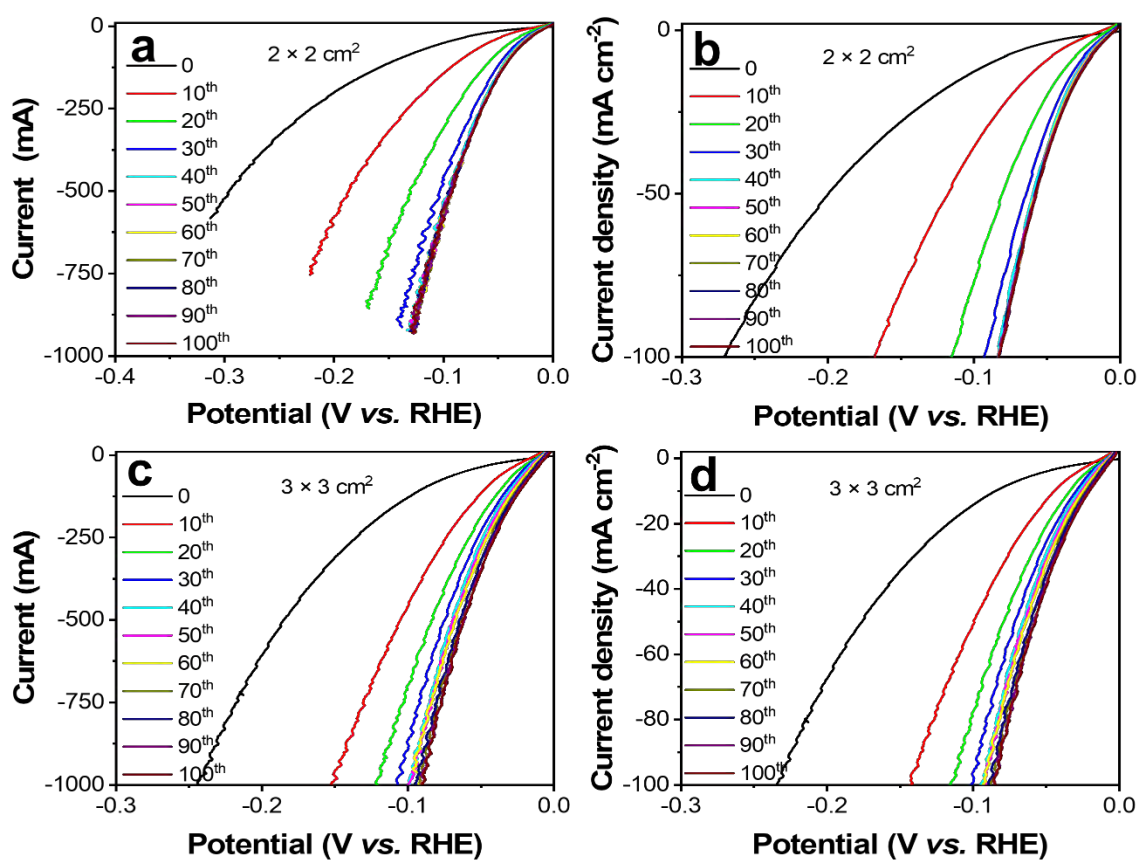 a
2 × 2 cm²
0
10th
20th
30th
40th
50th
60th
70th
80th
90th
100th
0
-250
-500
-750
-1000
Current (mA)
-0.4
-0.3
-0.2
-0.1
0.0
Potential (V vs. RHE)
b
2 × 2 cm²
0
10th
20th
30th
40th
50th
60th
70th
80th
90th
100th
0
-50
-100
Current density (mA cm⁻²)
-0.3
-0.2
-0.1
0.0
Potential (V vs. RHE)
c
3 × 3 cm²
0
10th
20th
30th
40th
50th
60th
70th
80th
90th
100th
0
-250
-500
-750
-1000
Current (mA)
-0.3
-0.2
-0.1
0.0
Potential (V vs. RHE)
d
3 × 3 cm²
0
10th
20th
30th
40th
50th
60th
70th
80th
90th
100th
0
-20
-40
-60
-80
-100
Current density (mA cm⁻²)
-0.3
-0.2
-0.1
0.0
Potential (V vs. RHE)